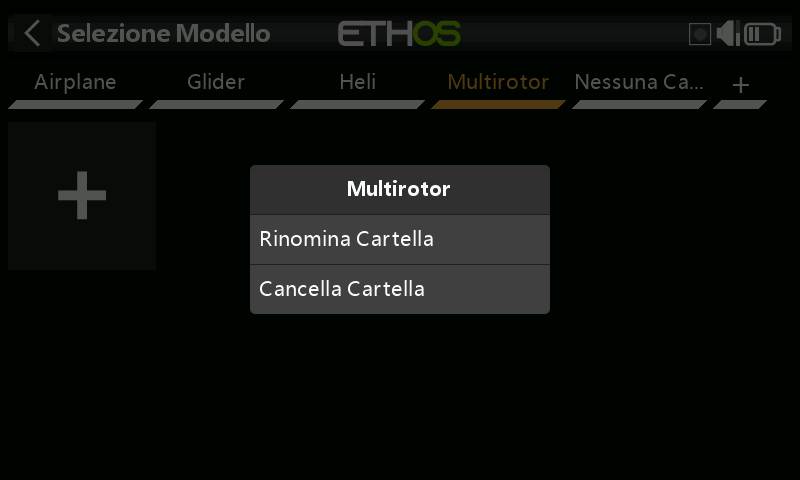 Selezione Modello
ETHOS
Airplane
Glider
Heli
Multirotor
Nessuna Ca...
+
Multirotor
Rinomina Cartella
Cancella Cartella